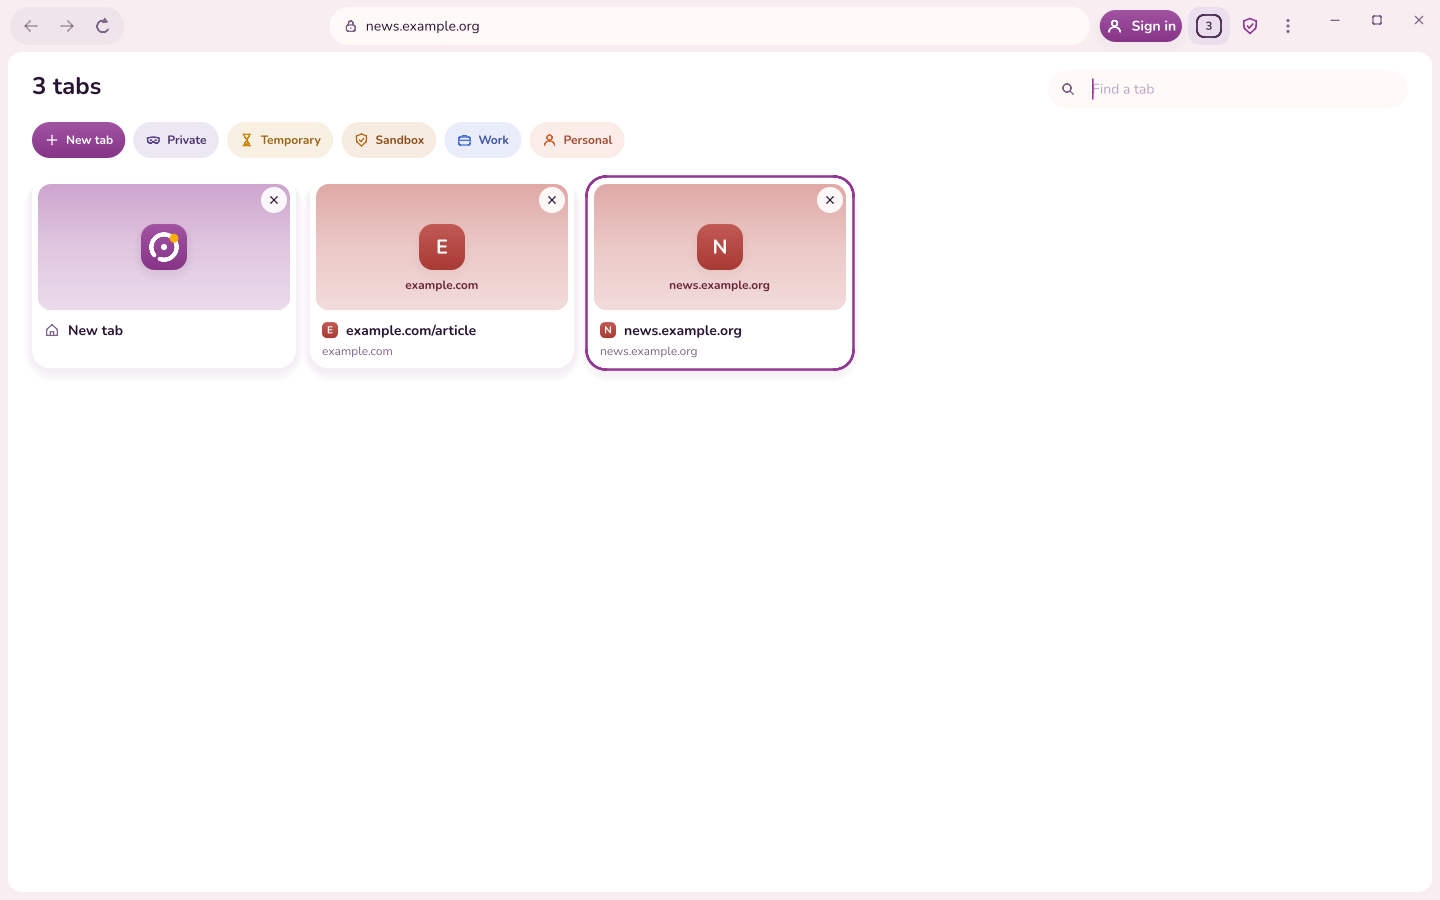 news.example.org
Sign in
3
3 tabs
Find a tab
New tab
Private
Temporary
Sandbox
Work
Personal
E
example.com
N
news.example.org
New tab
E example.com/article
example.com
N news.example.org
news.example.org